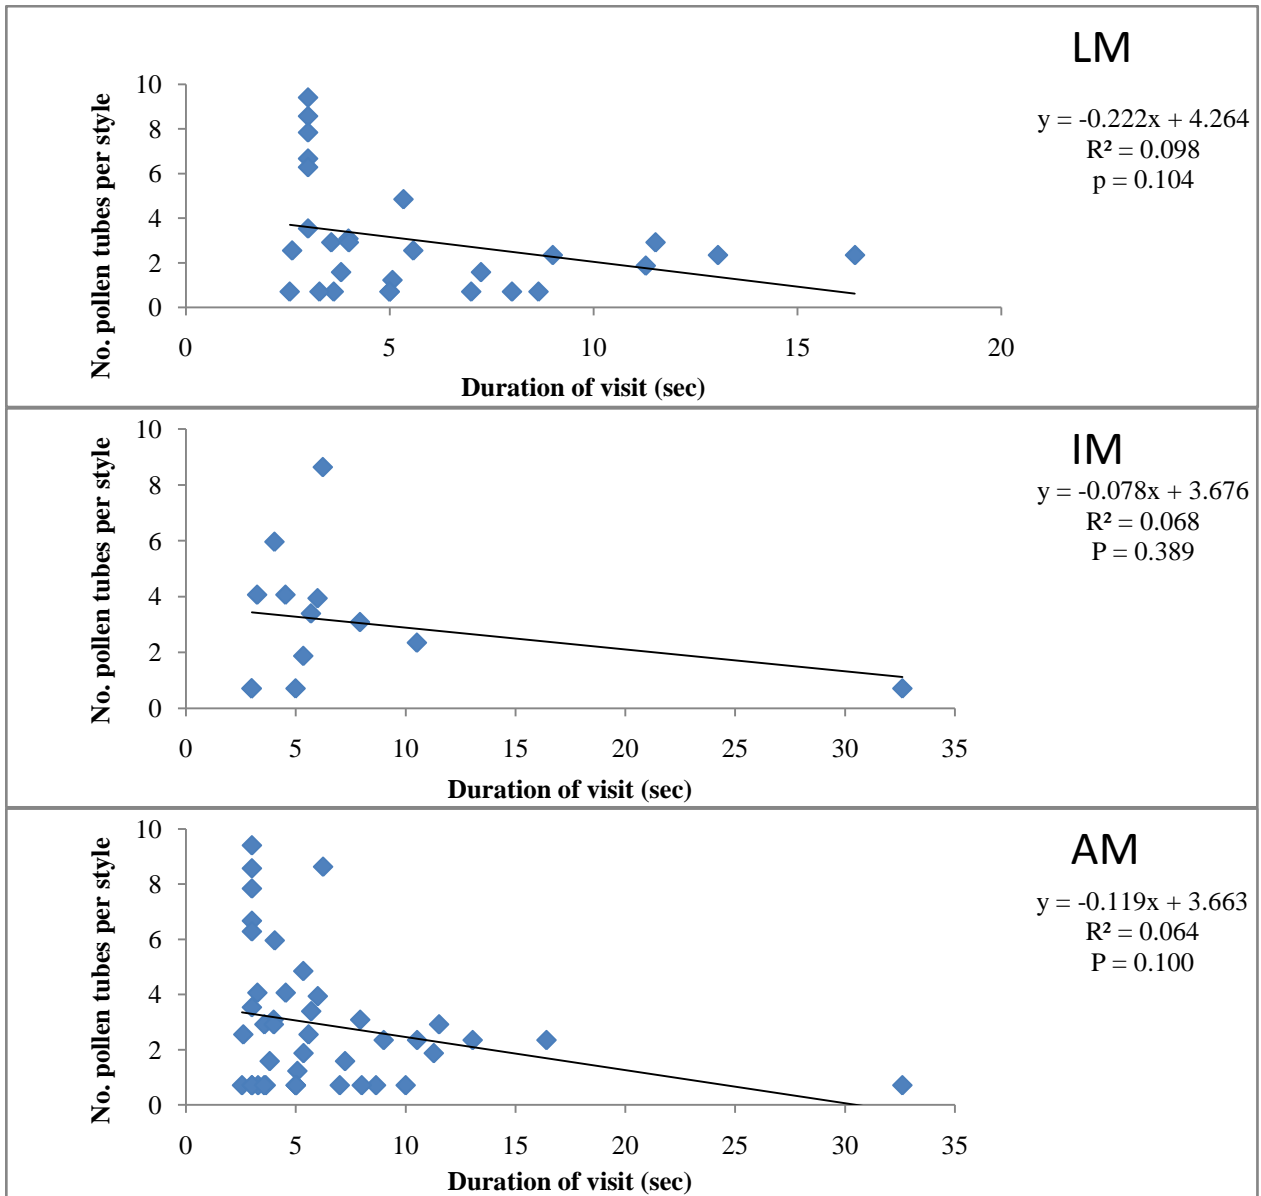 LM
y = -0.222x + 4.264
R² = 0.098
p = 0.104
No. pollen tubes per style
10
8
6
4
2
0
0 5 10 15 20
Duration of visit (sec)
IM
y = -0.078x + 3.676
R² = 0.068
P = 0.389
No. pollen tubes per style
10
8
6
4
2
0
0 5 10 15 20 25 30 35
Duration of visit (sec)
AM
y = -0.119x + 3.663
R² = 0.064
P = 0.100
No. pollen tubes per style
10
8
6
4
2
0
0 5 10 15 20 25 30 35
Duration of visit (sec)